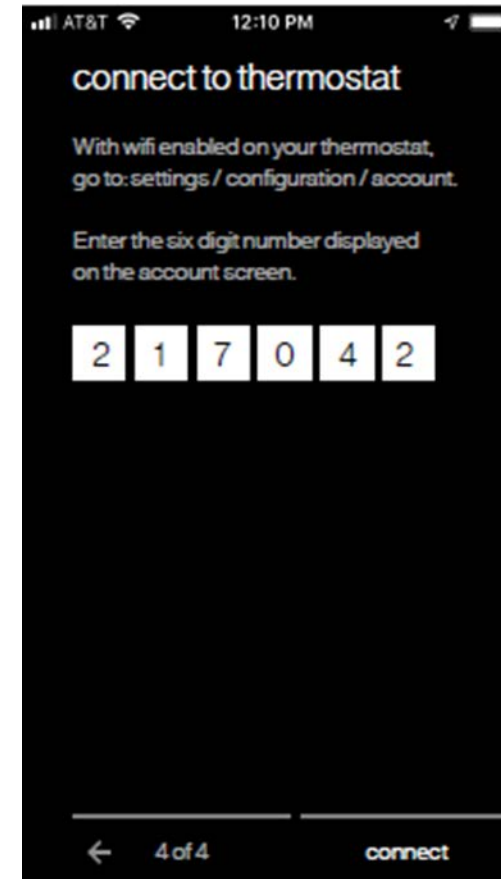 AT&T 12:10 PM
connect to thermostat
With wifi enabled on your thermostat,
go to: settings / configuration / account.
Enter the six digit number displayed
on the account screen.
2 1 7 0 4 2
4 of 4 connect